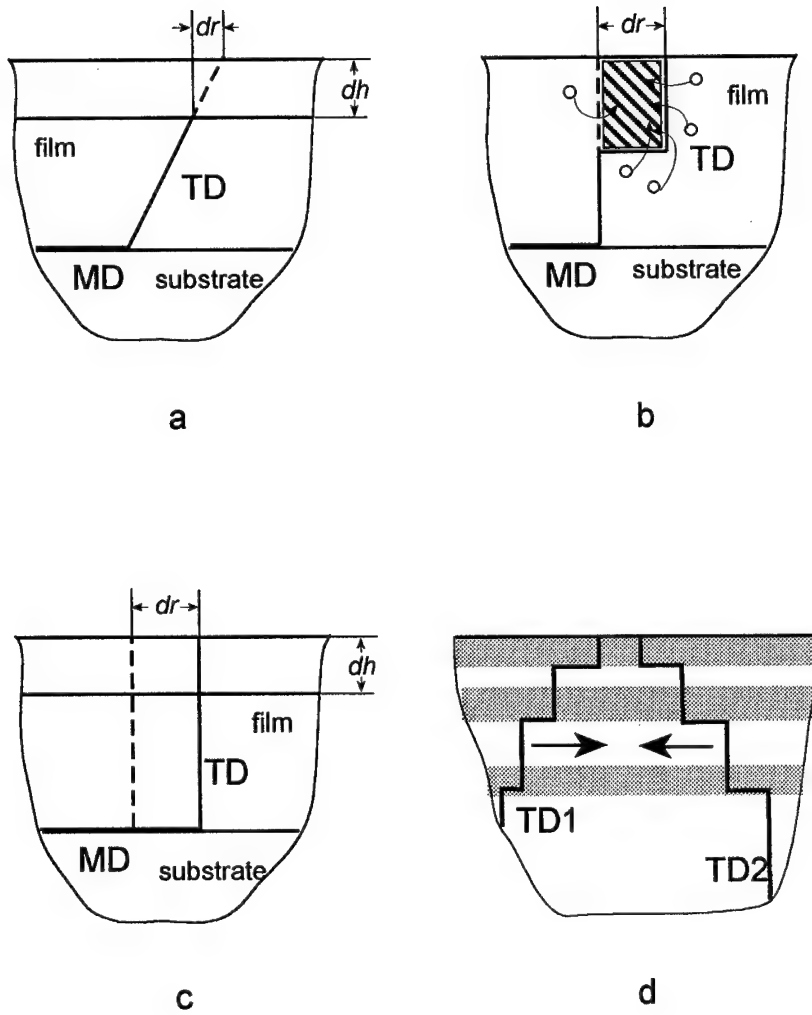 dr
dh
film
TD
MD
substrate
a
dr
film
TD
MD
substrate
b
dr
dh
film
TD
MD
substrate
c
TD1
TD2
d